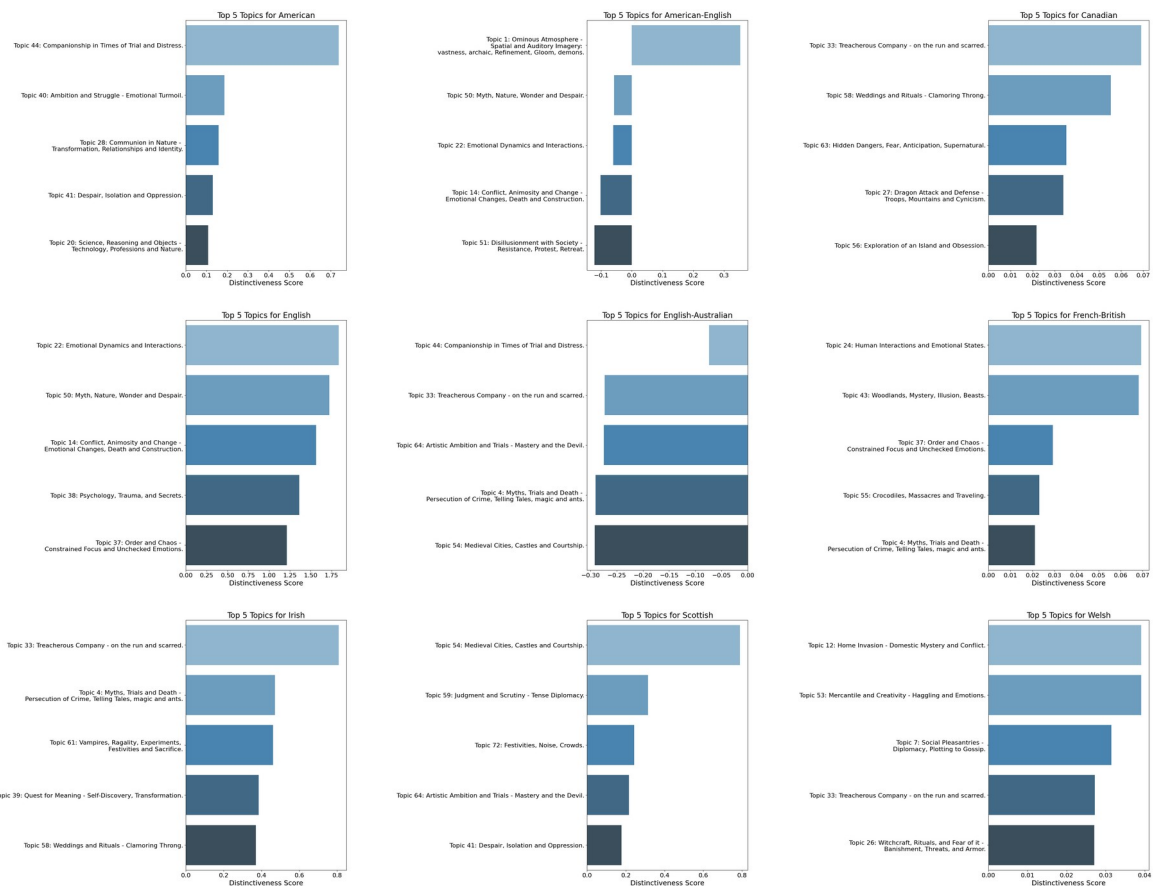 Top 5 Topics for American
Topic 44: Companionship in Times of Trial and Distress.
Topic 40: Ambition and Struggle - Emotional Turmoil.
Topic 28: Communion in Nature -
Transformation, Relationships and Identity.
Topic 41: Despair, Isolation and Oppression.
Topic 20: Science, Reasoning and Objects -
Technology, Professions and Nature.
0.0 0.1 0.2 0.3 0.4 0.5 0.6 0.7
Distinctiveness Score
Top 5 Topics for American-English
Topic 1: Ominous Atmosphere -
Spatial and Auditory Imagery:
vastness, archaic, Refinement, Gloom, demons.
Topic 50: Myth, Nature, Wonder and Despair.
Topic 22: Emotional Dynamics and Interactions.
Topic 14: Conflict, Animosity and Change -
Emotional Changes, Death and Construction.
Topic 51: Disillusionment with Society -
Resistance, Protest, Retreat.
−0.1 0.0 0.1 0.2 0.3
Distinctiveness Score
Top 5 Topics for Canadian
Topic 33: Treacherous Company - on the run and scarred.
Topic 58: Weddings and Rituals - Clamoring Throng.
Topic 63: Hidden Dangers, Fear, Anticipation, Supernatural.
Topic 27: Dragon Attack and Defense -
Troops, Mountains and Cynicism.
Topic 56: Exploration of an Island and Obsession.
0.00 0.01 0.02 0.03 0.04 0.05 0.06 0.07
Distinctiveness Score
Top 5 Topics for English
Topic 22: Emotional Dynamics and Interactions.
Topic 50: Myth, Nature, Wonder and Despair.
Topic 14: Conflict, Animosity and Change -
Emotional Changes, Death and Construction.
Topic 38: Psychology, Trauma, and Secrets.
Topic 37: Order and Chaos -
Constrained Focus and Unchecked Emotions.
0.00 0.25 0.50 0.75 1.00 1.25 1.50 1.75
Distinctiveness Score
Top 5 Topics for English-Australian
Topic 44: Companionship in Times of Trial and Distress.
Topic 33: Treacherous Company - on the run and scarred.
Topic 64: Artistic Ambition and Trials - Mastery and the Devil.
Topic 4: Myths, Trials and Death -
Persecution of Crime, Telling Tales, magic and ants.
Topic 54: Medieval Cities, Castles and Courtship.
−0.30 −0.25 −0.20 −0.15 −0.10 −0.05 0.00
Distinctiveness Score
Top 5 Topics for French-British
Topic 24: Human Interactions and Emotional States.
Topic 43: Woodlands, Mystery, Illusion, Beasts.
Topic 37: Order and Chaos -
Constrained Focus and Unchecked Emotions.
Topic 55: Crocodiles, Massacres and Traveling.
Topic 4: Myths, Trials and Death -
Persecution of Crime, Telling Tales, magic and ants.
0.00 0.01 0.02 0.03 0.04 0.05 0.06 0.07
Distinctiveness Score
Top 5 Topics for Irish
Topic 33: Treacherous Company - on the run and scarred.
Topic 4: Myths, Trials and Death -
Persecution of Crime, Telling Tales, magic and ants.
Topic 61: Vampires, Ragality, Experiments,
Festivities and Sacrifice.
pic 39: Quest for Meaning - Self-Discovery, Transformation.
Topic 58: Weddings and Rituals - Clamoring Throng.
0.0 0.2 0.4 0.6 0.8
Distinctiveness Score
Top 5 Topics for Scottish
Topic 54: Medieval Cities, Castles and Courtship.
Topic 59: Judgment and Scrutiny - Tense Diplomacy.
Topic 72: Festivities, Noise, Crowds.
Topic 64: Artistic Ambition and Trials - Mastery and the Devil.
Topic 41: Despair, Isolation and Oppression.
0.0 0.2 0.4 0.6 0.8
Distinctiveness Score
Top 5 Topics for Welsh
Topic 12: Home Invasion - Domestic Mystery and Conflict.
Topic 53: Mercantile and Creativity - Haggling and Emotions.
Topic 7: Social Pleasantries -
Diplomacy, Plotting to Gossip.
Topic 33: Treacherous Company - on the run and scarred.
Topic 26: Witchcraft, Rituals, and Fear of it -
Banishment, Threats, and Armor.
0.00 0.01 0.02 0.03 0.04
Distinctiveness Score